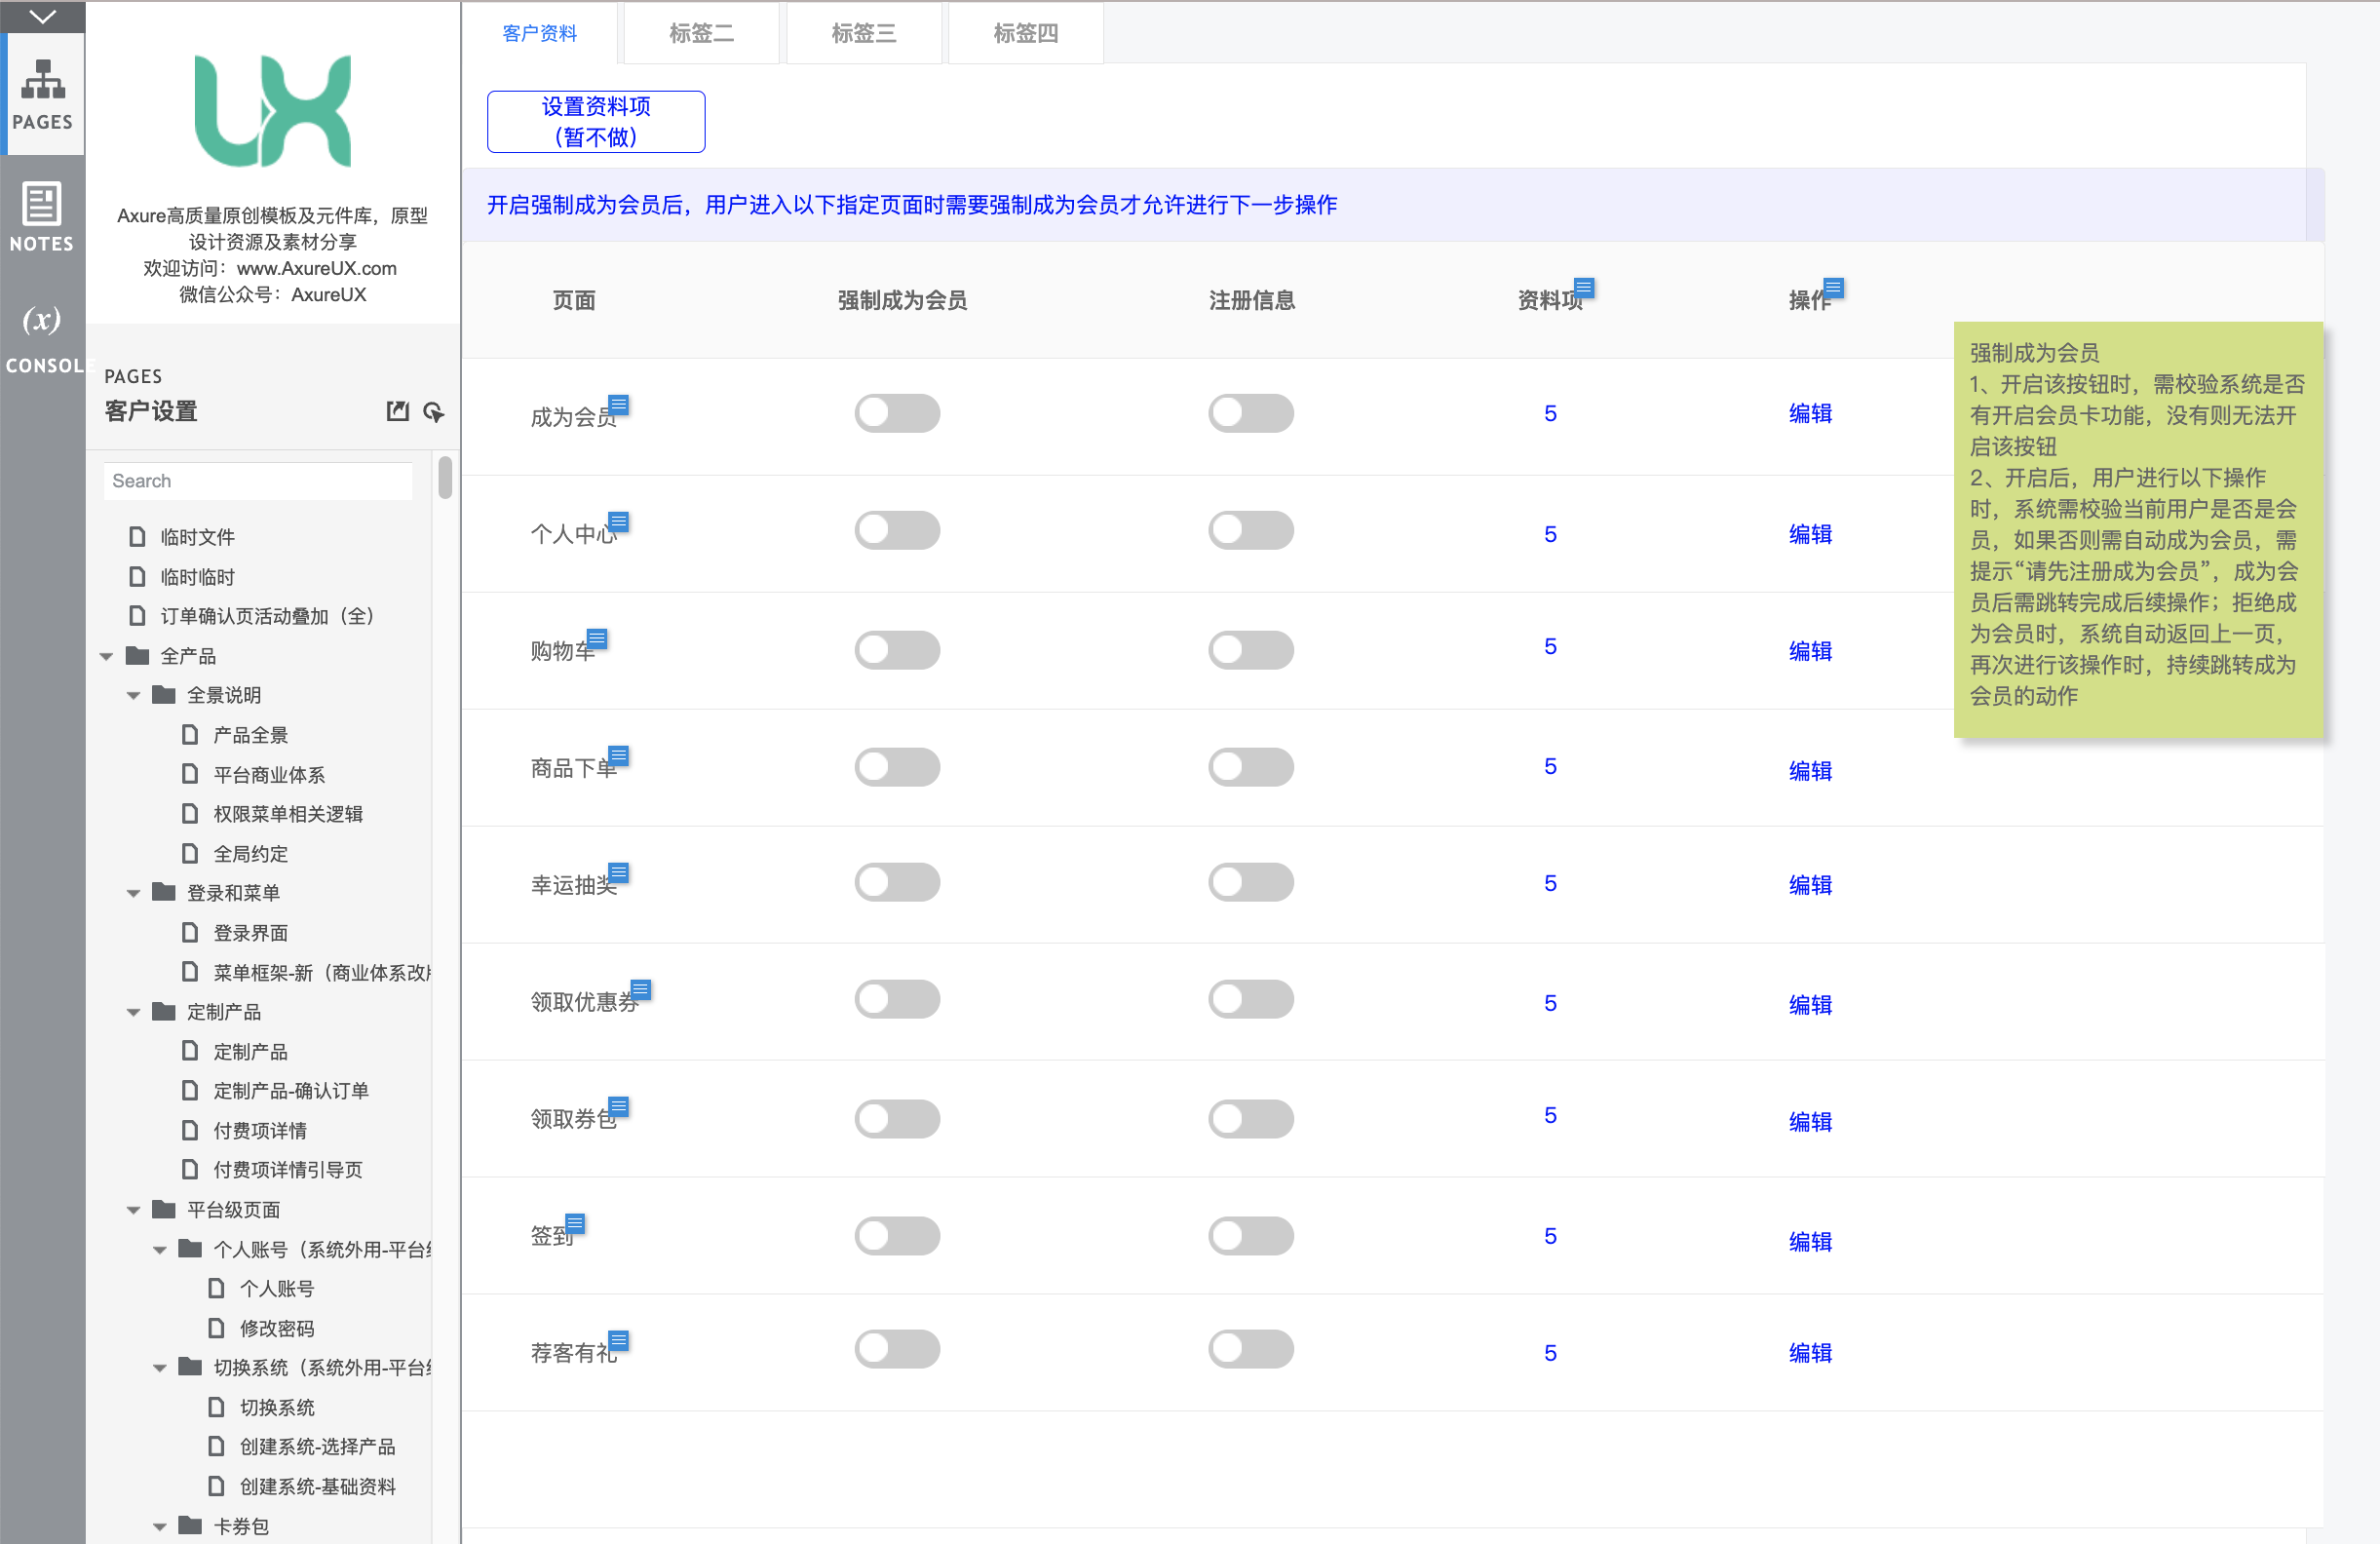 PAGES
NOTES
(x)
CONSOLE
UX
Axure高质量原创模板及元件库，原型
设计资源及素材分享
欢迎访问：www.AxureUX.com
微信公众号：AxureUX
PAGES
客户设置
Search
临时文件
临时临时
订单确认页活动叠加（全）
全产品
全景说明
产品全景
平台商业体系
权限菜单相关逻辑
全局约定
登录和菜单
登录界面
菜单框架-新（商业体系改
定制产品
定制产品
定制产品-确认订单
付费项详情
付费项详情引导页
平台级页面
个人账号（系统外用-平台
个人账号
修改密码
切换系统（系统外用-平台
切换系统
创建系统-选择产品
创建系统-基础资料
卡券包
客户资料 标签二 标签三 标签四
设置资料项
（暂不做）
开启强制成为会员后，用户进入以下指定页面时需要强制成为会员才允许进行下一步操作
页面 强制成为会员 注册信息 资料项 操作
成为会员 5 编辑
个人中心 5 编辑
购物车 5 编辑
商品下单 5 编辑
幸运抽奖 5 编辑
领取优惠券 5 编辑
领取券包 5 编辑
签到 5 编辑
荐客有礼 5 编辑
强制成为会员
1、开启该按钮时，需校验系统是否
有开启会员卡功能，没有则无法开
启该按钮
2、开启后，用户进行以下操作
时，系统需校验当前用户是否是会
员，如果否则需自动成为会员，需
提示“请先注册成为会员”，成为会
员后需跳转完成后续操作；拒绝成
为会员时，系统自动返回上一页，
再次进行该操作时，持续跳转成为
会员的动作